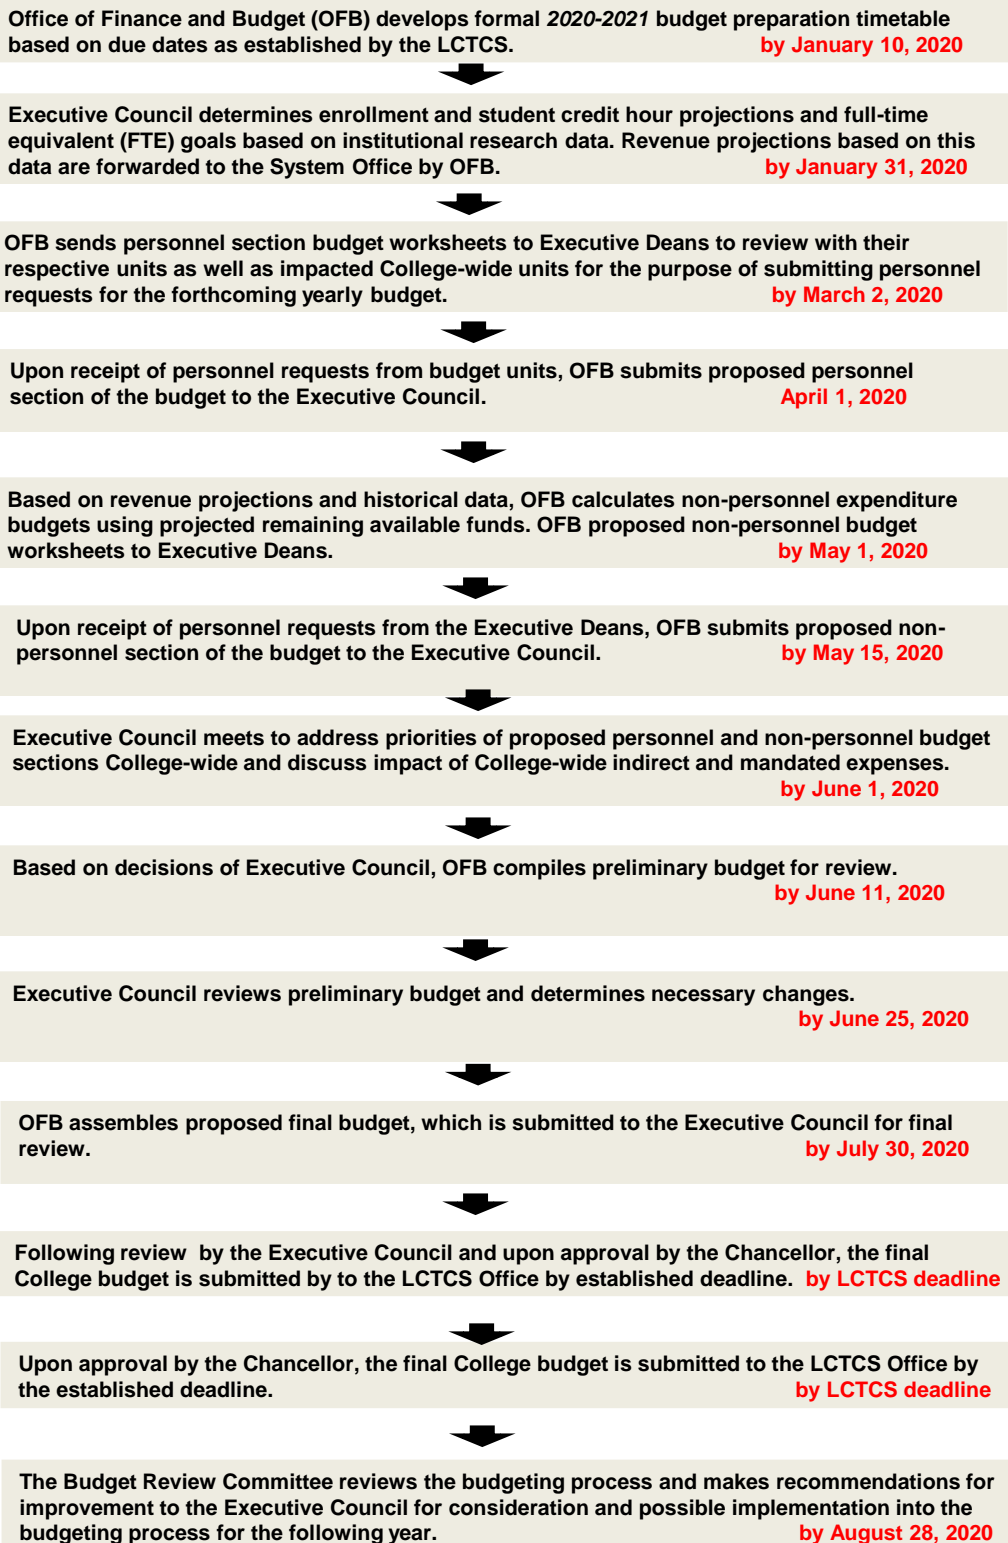 Office of Finance and Budget (OFB) develops formal 2020-2021 budget preparation timetable
based on due dates as established by the LCTCS. by January 10, 2020
Executive Council determines enrollment and student credit hour projections and full-time
equivalent (FTE) goals based on institutional research data. Revenue projections based on this
data are forwarded to the System Office by OFB. by January 31, 2020
OFB sends personnel section budget worksheets to Executive Deans to review with their
respective units as well as impacted College-wide units for the purpose of submitting personnel
requests for the forthcoming yearly budget. by March 2, 2020
Upon receipt of personnel requests from budget units, OFB submits proposed personnel
section of the budget to the Executive Council. April 1, 2020
Based on revenue projections and historical data, OFB calculates non-personnel expenditure
budgets using projected remaining available funds. OFB proposed non-personnel budget
worksheets to Executive Deans. by May 1, 2020
Upon receipt of personnel requests from the Executive Deans, OFB submits proposed non-
personnel section of the budget to the Executive Council. by May 15, 2020
Executive Council meets to address priorities of proposed personnel and non-personnel budget
sections College-wide and discuss impact of College-wide indirect and mandated expenses.
by June 1, 2020
Based on decisions of Executive Council, OFB compiles preliminary budget for review.
by June 11, 2020
Executive Council reviews preliminary budget and determines necessary changes.
by June 25, 2020
OFB assembles proposed final budget, which is submitted to the Executive Council for final
review. by July 30, 2020
Following review by the Executive Council and upon approval by the Chancellor, the final
College budget is submitted by to the LCTCS Office by established deadline. by LCTCS deadline
Upon approval by the Chancellor, the final College budget is submitted to the LCTCS Office by
the established deadline. by LCTCS deadline
The Budget Review Committee reviews the budgeting process and makes recommendations for
improvement to the Executive Council for consideration and possible implementation into the
budgeting process for the following year. by August 28, 2020